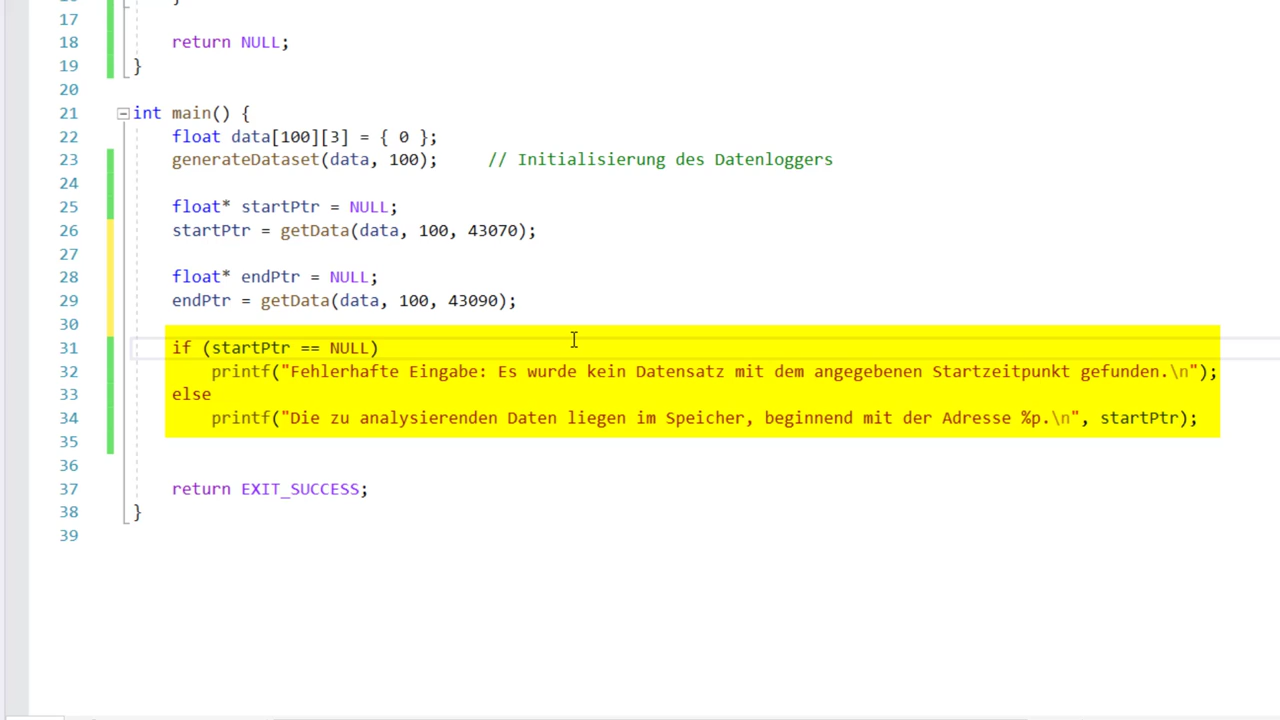 17
18 return NULL;
19 }
20
21 int main() {
22 float data[100][3] = { 0 };
23 generateDataset(data, 100); // Initialisierung des Datenloggers
24
25 float* startPtr = NULL;
26 startPtr = getData(data, 100, 43070);
27
28 float* endPtr = NULL;
29 endPtr = getData(data, 100, 43090);
30
31 if (startPtr == NULL)
32 printf("Fehlerhafte Eingabe: Es wurde kein Datensatz mit dem angegebenen Startzeitpunkt gefunden.\n");
33 else
34 printf("Die zu analysierenden Daten liegen im Speicher, beginnend mit der Adresse %p.\n", startPtr);
35
36
37 return EXIT_SUCCESS;
38 }
39